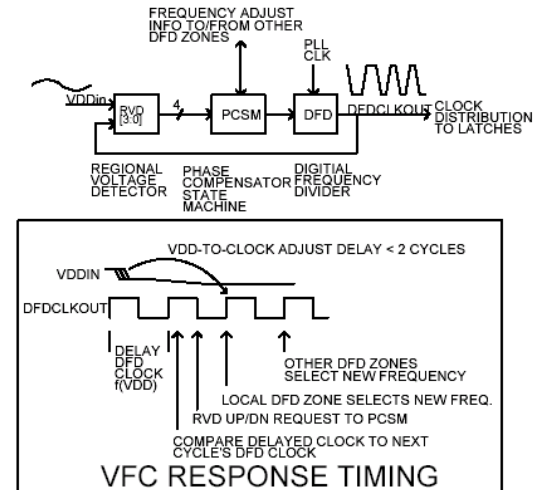 FREQUENCY ADJUST
INFO TO/FROM OTHER
DFD ZONES
PLL
CLK
VDDin
RVD
[3:0]
4
PCSM
DFD
DFDCLKOUT
CLOCK
DISTRIBUTION
TO LATCHES
REGIONAL
VOLTAGE
DETECTOR
PHASE
COMPENSATOR
STATE
MACHINE
DIGITIAL
FREQUENCY
DIVIDER
VDD-TO-CLOCK ADJUST DELAY < 2 CYCLES
VDDIN
DFDCLKOUT
DELAY
DFD
CLOCK
f(VDD)
OTHER DFD ZONES
SELECT NEW FREQUENCY
LOCAL DFD ZONE SELECTS NEW FREQ.
RVD UP/DN REQUEST TO PCSM
COMPARE DELAYED CLOCK TO NEXT
CYCLE'S DFD CLOCK
VFC RESPONSE TIMING